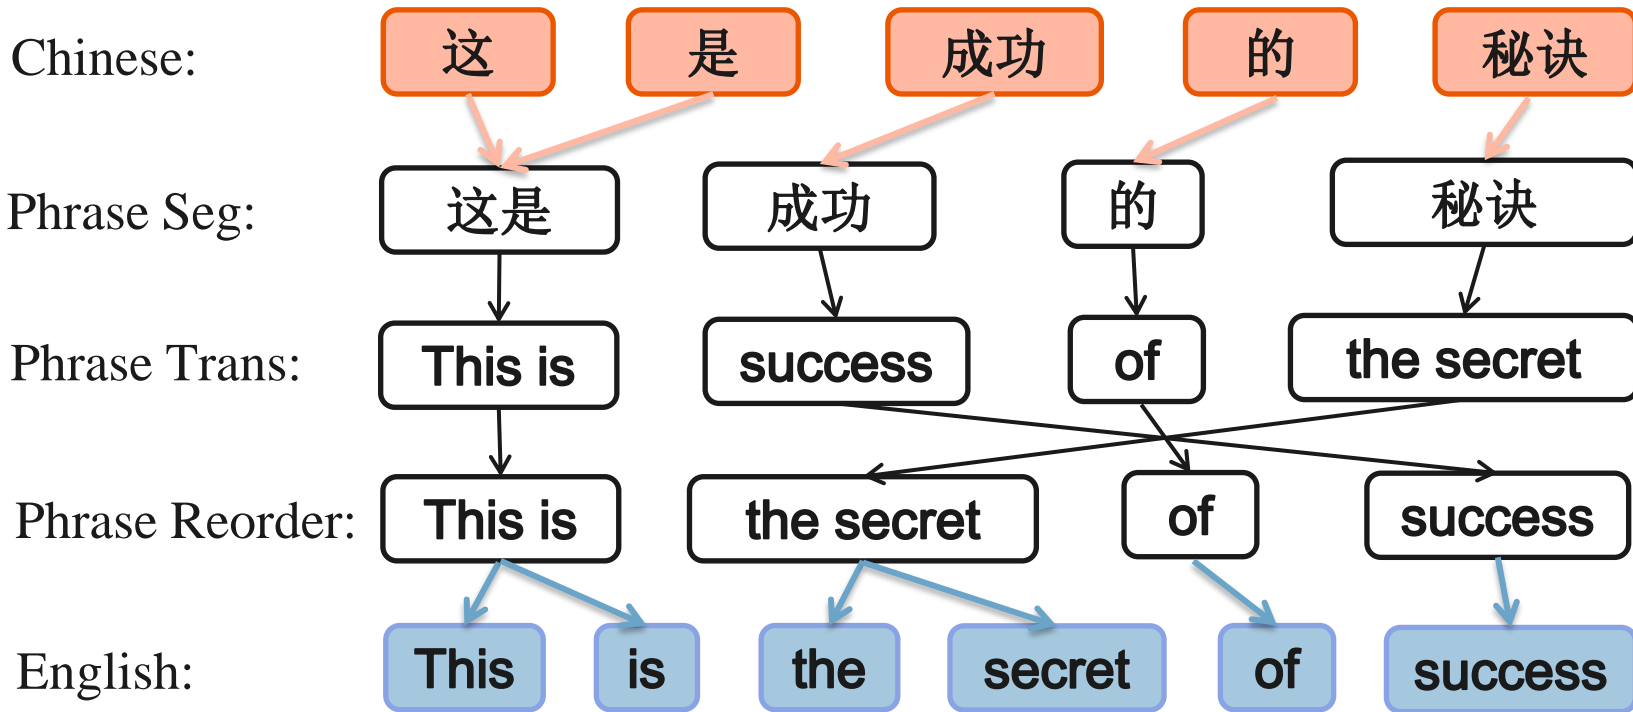 Chinese: 这 是 成功 的 秘诀
Phrase Seg: 这是 成功 的 秘诀
Phrase Trans: This is success of the secret
Phrase Reorder: This is the secret of success
English: This is the secret of success